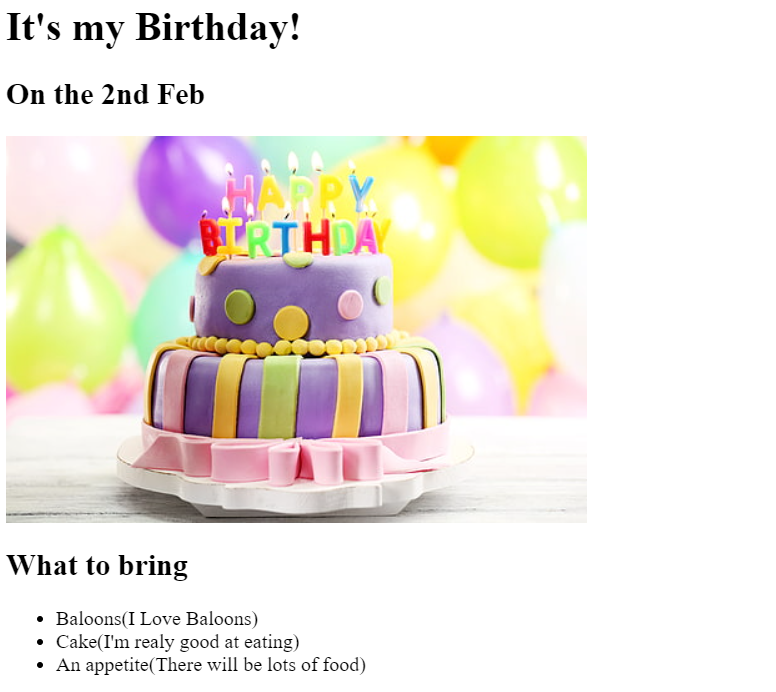 It's my Birthday!
On the 2nd Feb
HAPPY
BIRTHDAY
What to bring
Baloons(I Love Baloons)
Cake(I'm realy good at eating)
An appetite(There will be lots of food)